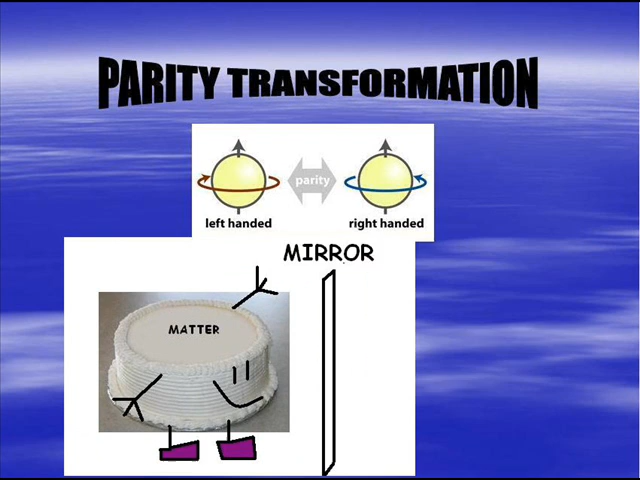 PARITY TRANSFORMATION
parity
left handed right handed
MIRROR
MATTER